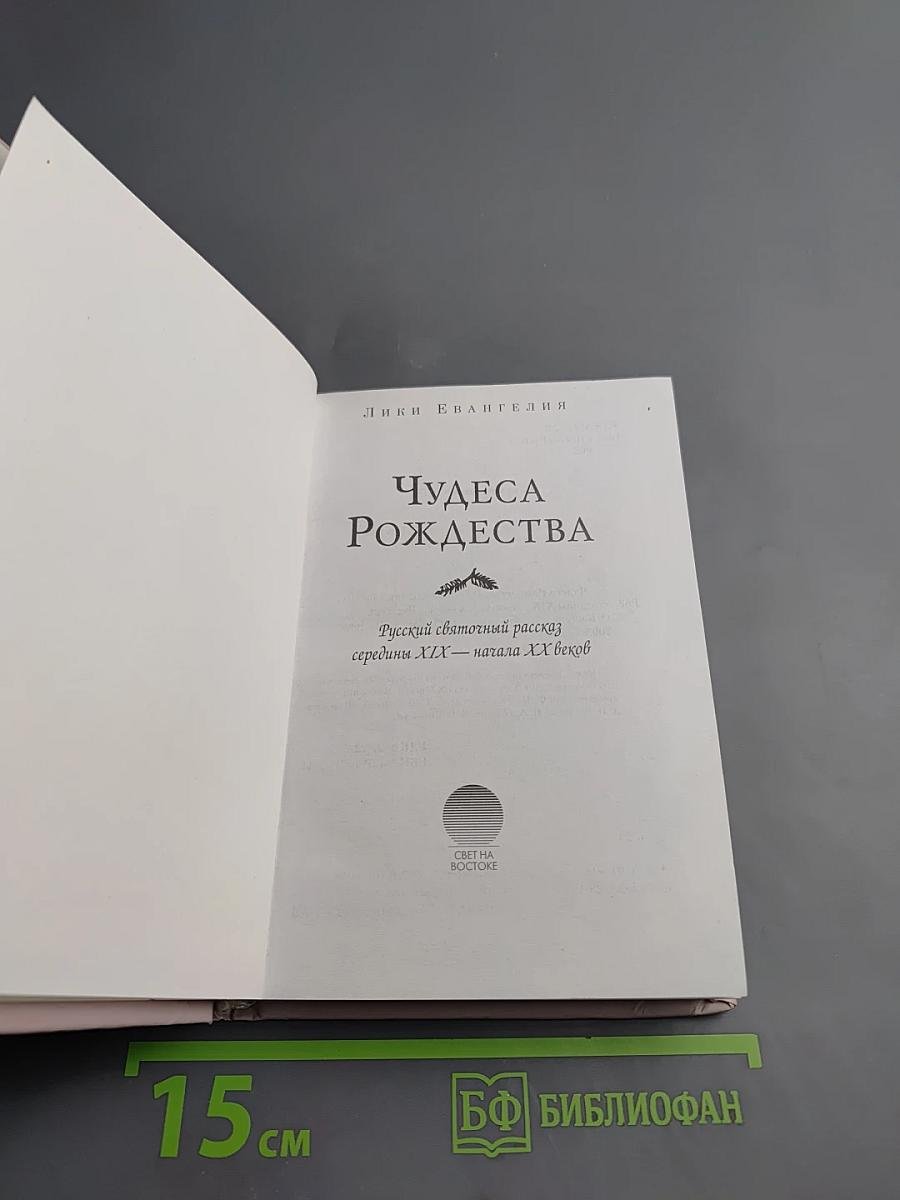 Лики Евангелия
Чудеса
Рождества
Русский святочный рассказ
середины XIX — начала XX веков
СВЕТ НА
ВОСТОКЕ
15 см
БФ БИБЛИОФАН